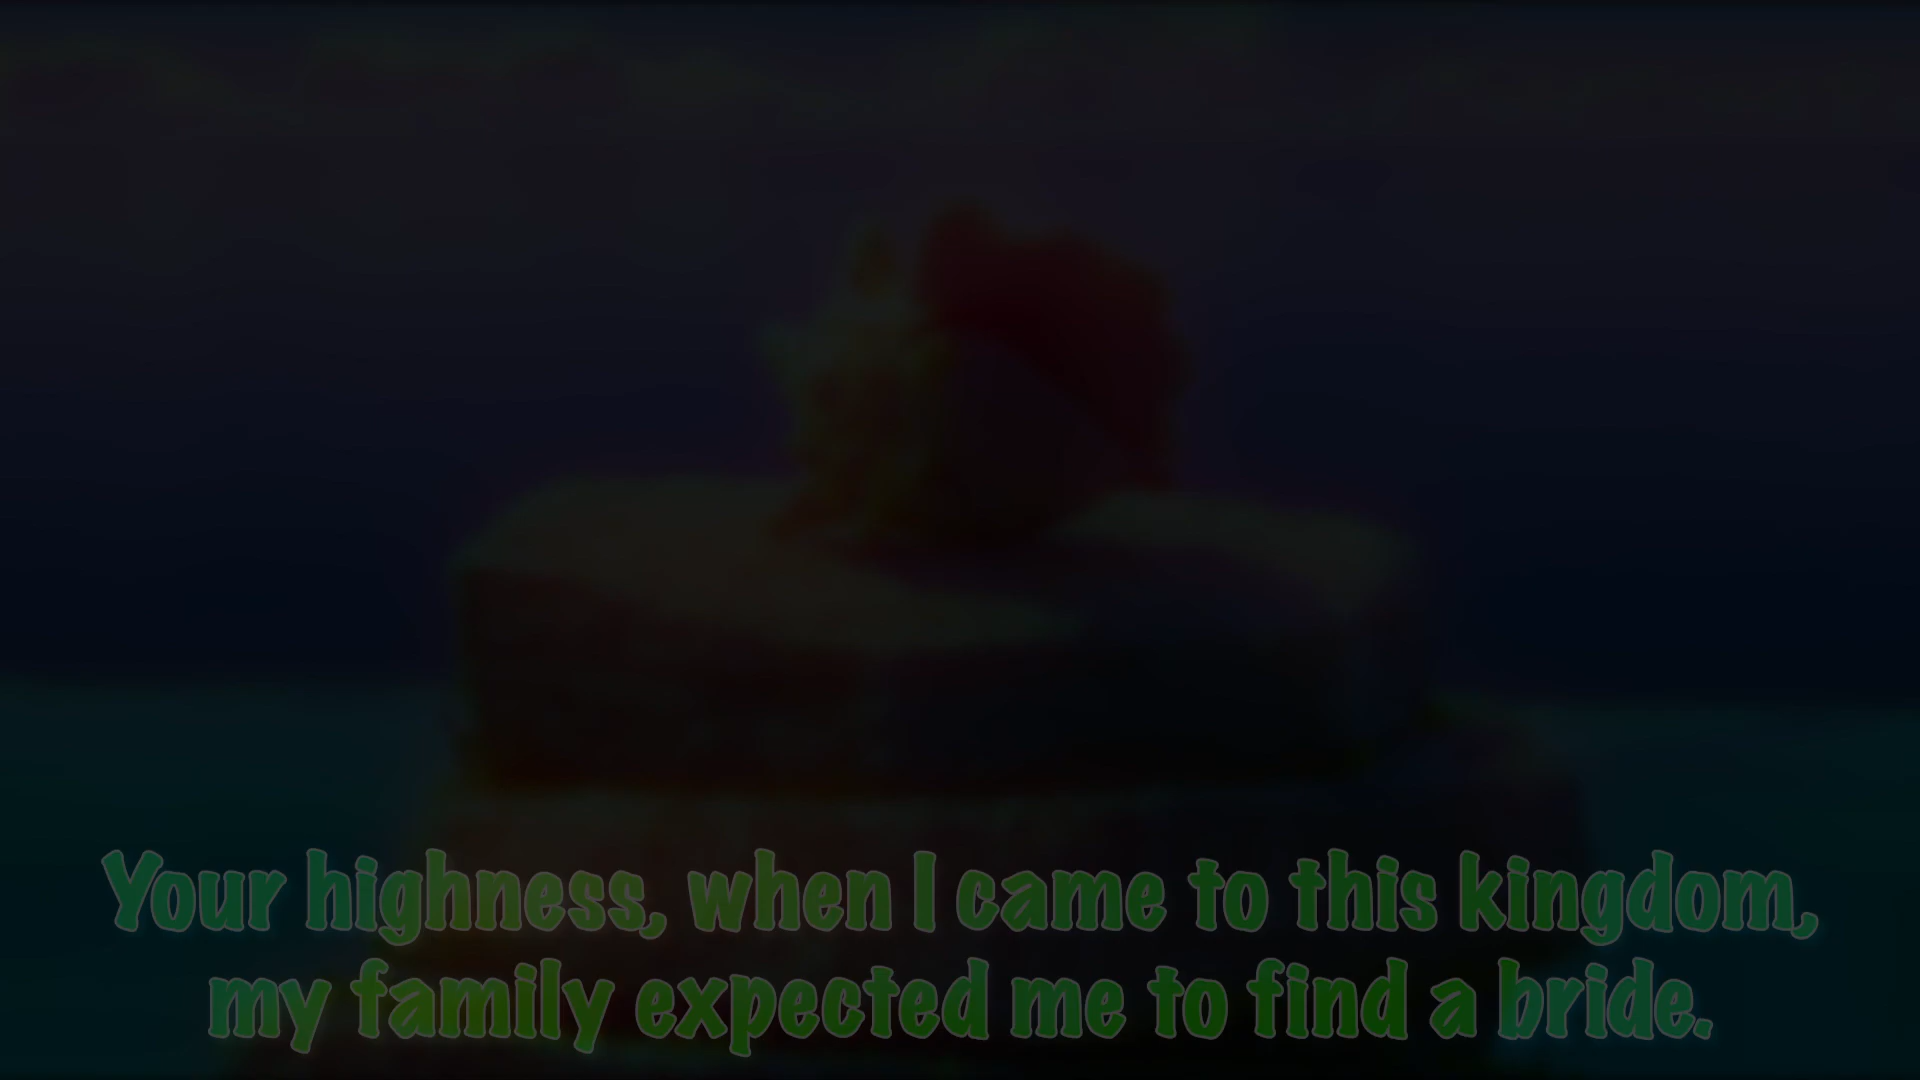 Your highness, when I came to this kingdom,
my family expected me to find a bride.